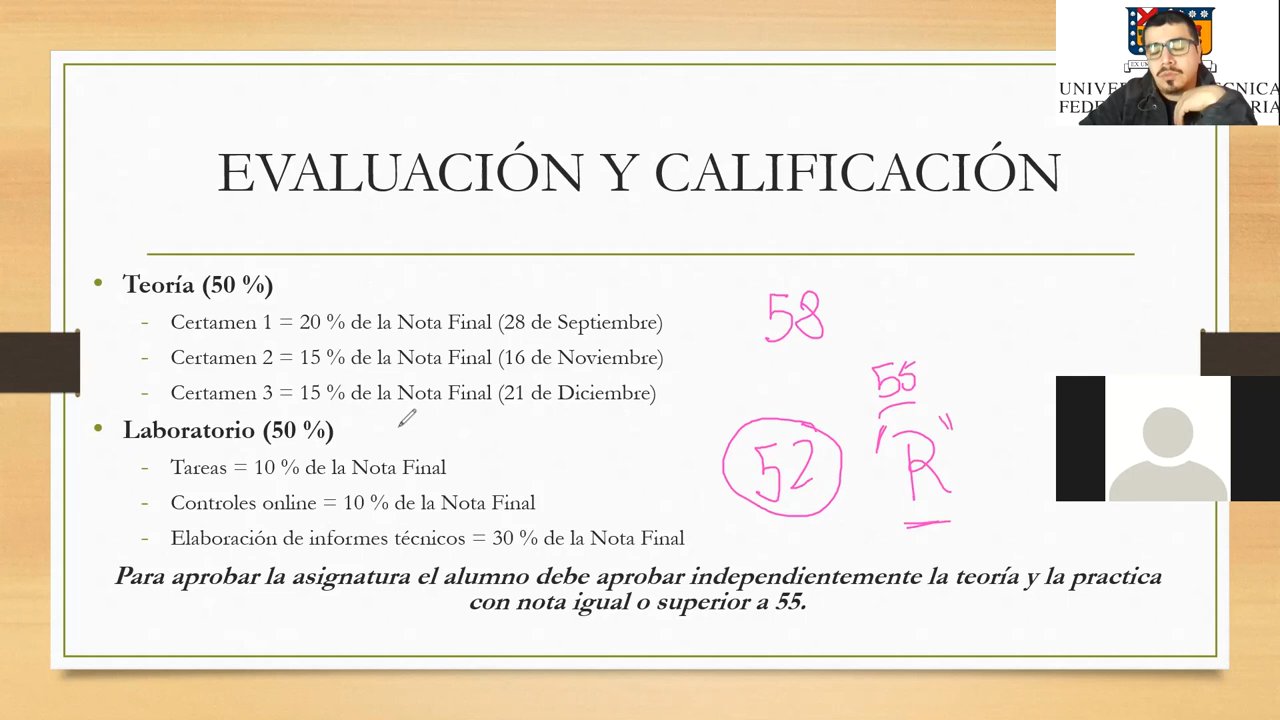 EVALUACIÓN Y CALIFICACIÓN
• Teoría (50 %)
- Certamen 1 = 20 % de la Nota Final (28 de Septiembre)
- Certamen 2 = 15 % de la Nota Final (16 de Noviembre)
- Certamen 3 = 15 % de la Nota Final (21 de Diciembre)
• Laboratorio (50 %)
- Tareas = 10 % de la Nota Final
- Controles online = 10 % de la Nota Final
- Elaboración de informes técnicos = 30 % de la Nota Final
Para aprobar la asignatura el alumno debe aprobar independientemente la teoría y la practica
con nota igual o superior a 55.
58
55
52
"R"